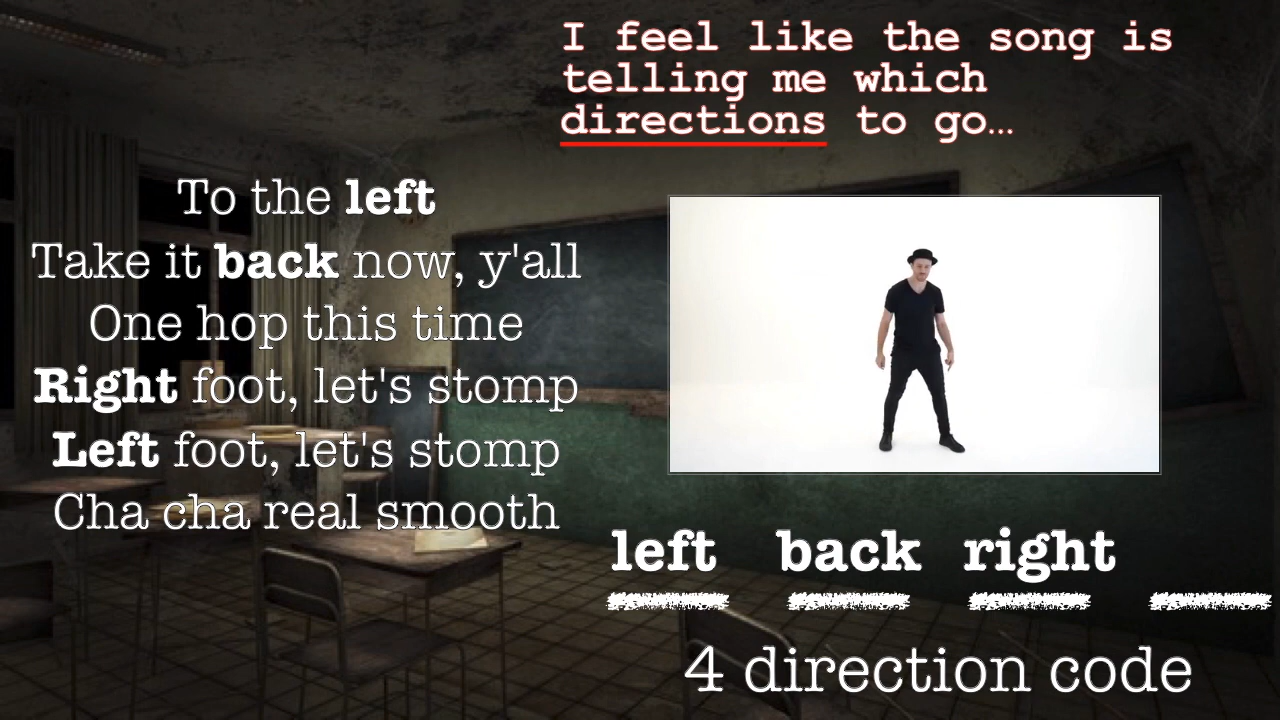 I feel like the song is
telling me which
directions to go…
To the left
Take it back now, y'all
One hop this time
Right foot, let's stomp
Left foot, let's stomp
Cha cha real smooth
left back right
4 direction code